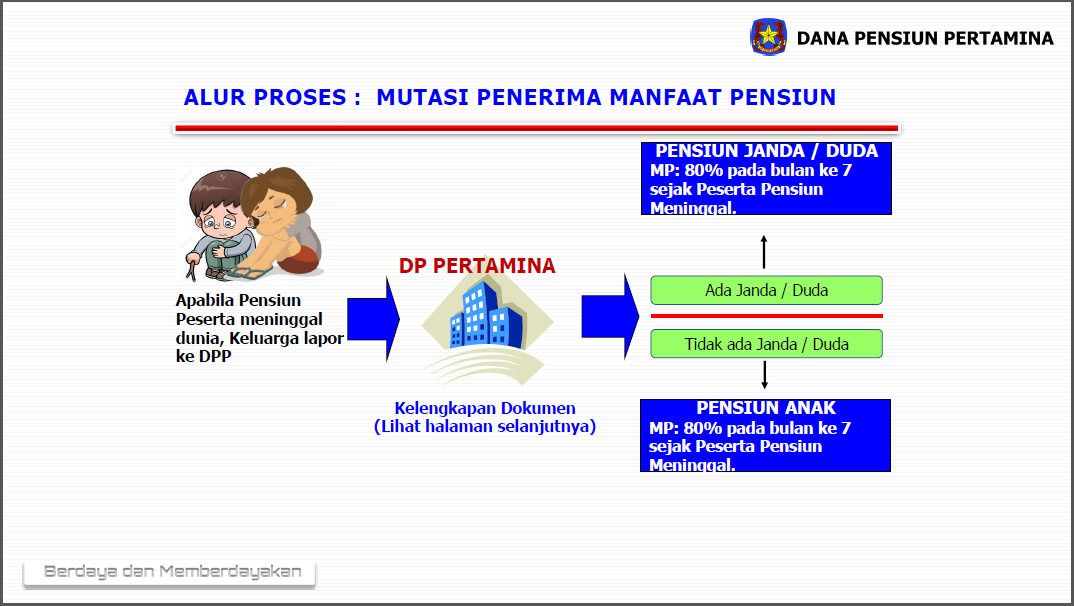 DANA PENSIUN PERTAMINA
ALUR PROSES : MUTASI PENERIMA MANFAAT PENSIUN
Apabila Pensiun
Peserta meninggal
dunia, Keluarga lapor
ke DPP
DP PERTAMINA
Kelengkapan Dokumen
(Lihat halaman selanjutnya)
PENSIUN JANDA / DUDA
MP: 80% pada bulan ke 7
sejak Peserta Pensiun
Meninggal.
Ada Janda / Duda
Tidak ada Janda / Duda
PENSIUN ANAK
MP: 80% pada bulan ke 7
sejak Peserta Pensiun
Meninggal.
Berdaya dan Memberdayakan